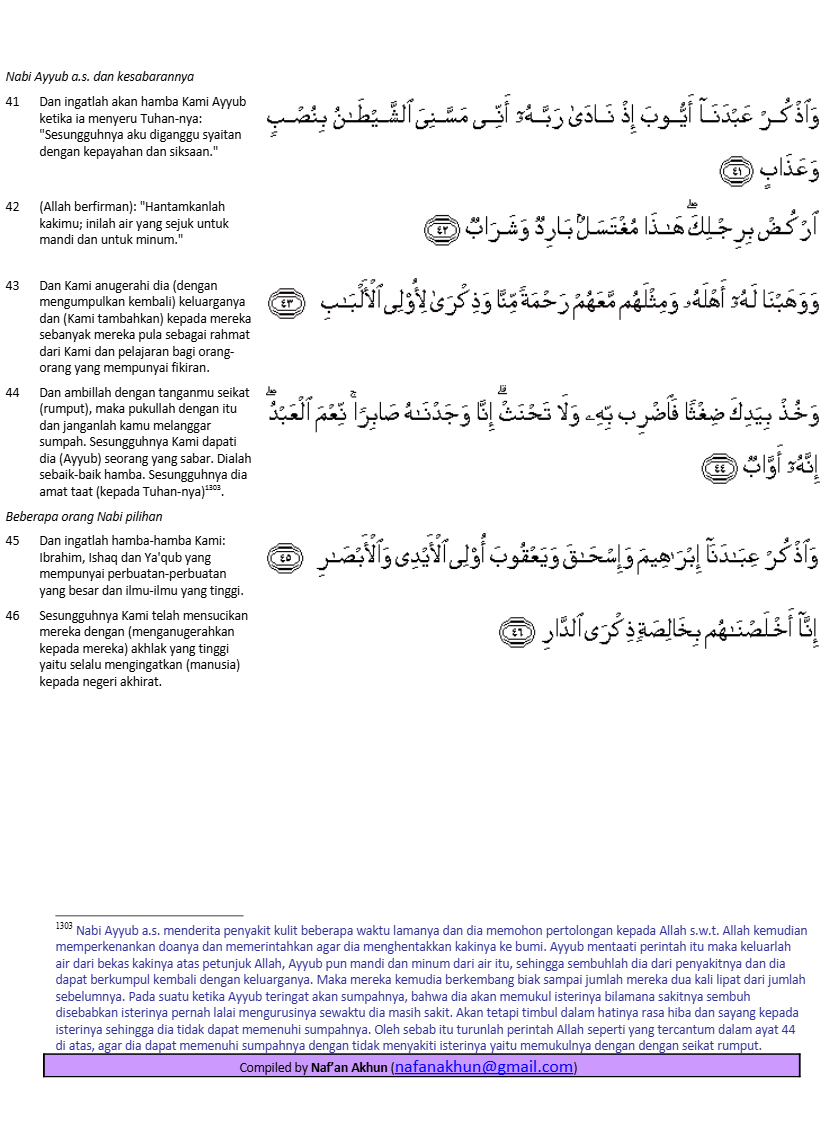 Nabi Ayyub a.s. dan kesabarannya
41 Dan ingatlah akan hamba Kami Ayyub
ketika ia menyeru Tuhan-nya:
"Sesungguhnya aku diganggu syaitan
dengan kepayahan dan siksaan."
وَٱذْكُرْ عَبْدَنَآ أَيُّوبَ إِذْ نَادَىٰ رَبَّهُۥٓ أَنِّى مَسَّنِىَ ٱلشَّيْطَـٰنُ بِنُصْبٍ
وَعَذَابٍ ٤١
42 (Allah berfirman): "Hantamkanlah
kakimu; inilah air yang sejuk untuk
mandi dan untuk minum."
ٱرْكُضْ بِرِجْلِكَ ۖ هَـٰذَا مُغْتَسَلٌۢ بَارِدٌ وَشَرَابٌ ٤٢
43 Dan Kami anugerahi dia (dengan
mengumpulkan kembali) keluarganya
dan (Kami tambahkan) kepada mereka
sebanyak mereka pula sebagai rahmat
dari Kami dan pelajaran bagi orang-
orang yang mempunyai fikiran.
وَوَهَبْنَا لَهُۥٓ أَهْلَهُۥ وَمِثْلَهُم مَّعَهُمْ رَحْمَةً مِّنَّا وَذِكْرَىٰ لِأُو۟لِى ٱلْأَلْبَـٰبِ ٤٣
44 Dan ambillah dengan tanganmu seikat
(rumput), maka pukullah dengan itu
dan janganlah kamu melanggar
sumpah. Sesungguhnya Kami dapati
dia (Ayyub) seorang yang sabar. Dialah
sebaik-baik hamba. Sesungguhnya dia
amat taat (kepada Tuhan-nya)1303.
وَخُذْ بِيَدِكَ ضِغْثًا فَٱضْرِب بِّهِۦ وَلَا تَحْنَثْ ۗ إِنَّا وَجَدْنَـٰهُ صَابِرًا ۚ نِّعْمَ ٱلْعَبْدُ ۖ
إِنَّهُۥٓ أَوَّابٌ ٤٤
Beberapa orang Nabi pilihan
45 Dan ingatlah hamba-hamba Kami:
Ibrahim, Ishaq dan Ya'qub yang
mempunyai perbuatan-perbuatan
yang besar dan ilmu-ilmu yang tinggi.
وَٱذْكُرْ عِبَـٰدَنَآ إِبْرَٰهِيمَ وَإِسْحَـٰقَ وَيَعْقُوبَ أُو۟لِى ٱلْأَيْدِى وَٱلْأَبْصَـٰرِ ٤٥
46 Sesungguhnya Kami telah mensucikan
mereka dengan (menganugerahkan
kepada mereka) akhlak yang tinggi
yaitu selalu mengingatkan (manusia)
kepada negeri akhirat.
إِنَّآ أَخْلَصْنَـٰهُم بِخَالِصَةٍ ذِكْرَى ٱلدَّارِ ٤٦
1303 Nabi Ayyub a.s. menderita penyakit kulit beberapa waktu lamanya dan dia memohon pertolongan kepada Allah s.w.t. Allah kemudian
memperkenankan doanya dan memerintahkan agar dia menghentakkan kakinya ke bumi. Ayyub mentaati perintah itu maka keluarlah
air dari bekas kakinya atas petunjuk Allah, Ayyub pun mandi dan minum dari air itu, sehingga sembuhlah dia dari penyakitnya dan dia
dapat berkumpul kembali dengan keluarganya. Maka mereka kemudia berkembang biak sampai jumlah mereka dua kali lipat dari jumlah
sebelumnya. Pada suatu ketika Ayyub teringat akan sumpahnya, bahwa dia akan memukul isterinya bilamana sakitnya sembuh
disebabkan isterinya pernah lalai mengurusinya sewaktu dia masih sakit. Akan tetapi timbul dalam hatinya rasa hiba dan sayang kepada
isterinya sehingga dia tidak dapat memenuhi sumpahnya. Oleh sebab itu turunlah perintah Allah seperti yang tercantum dalam ayat 44
di atas, agar dia dapat memenuhi sumpahnya dengan tidak menyakiti isterinya yaitu memukulnya dengan dengan seikat rumput.
Compiled by Naf'an Akhun (nafanakhun@gmail.com)